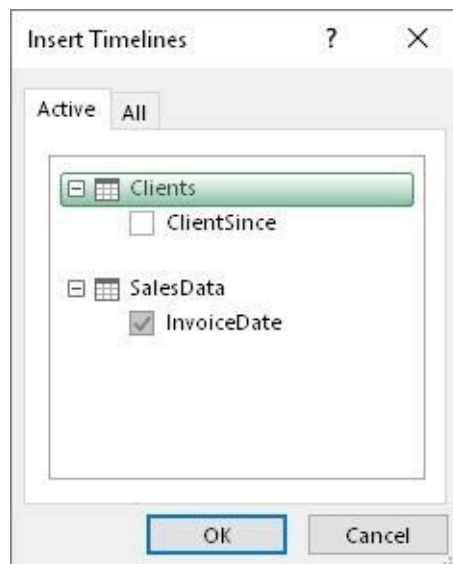 Insert Timelines ?
Active All
Clients
ClientSince
SalesData
InvoiceDate
OK Cancel